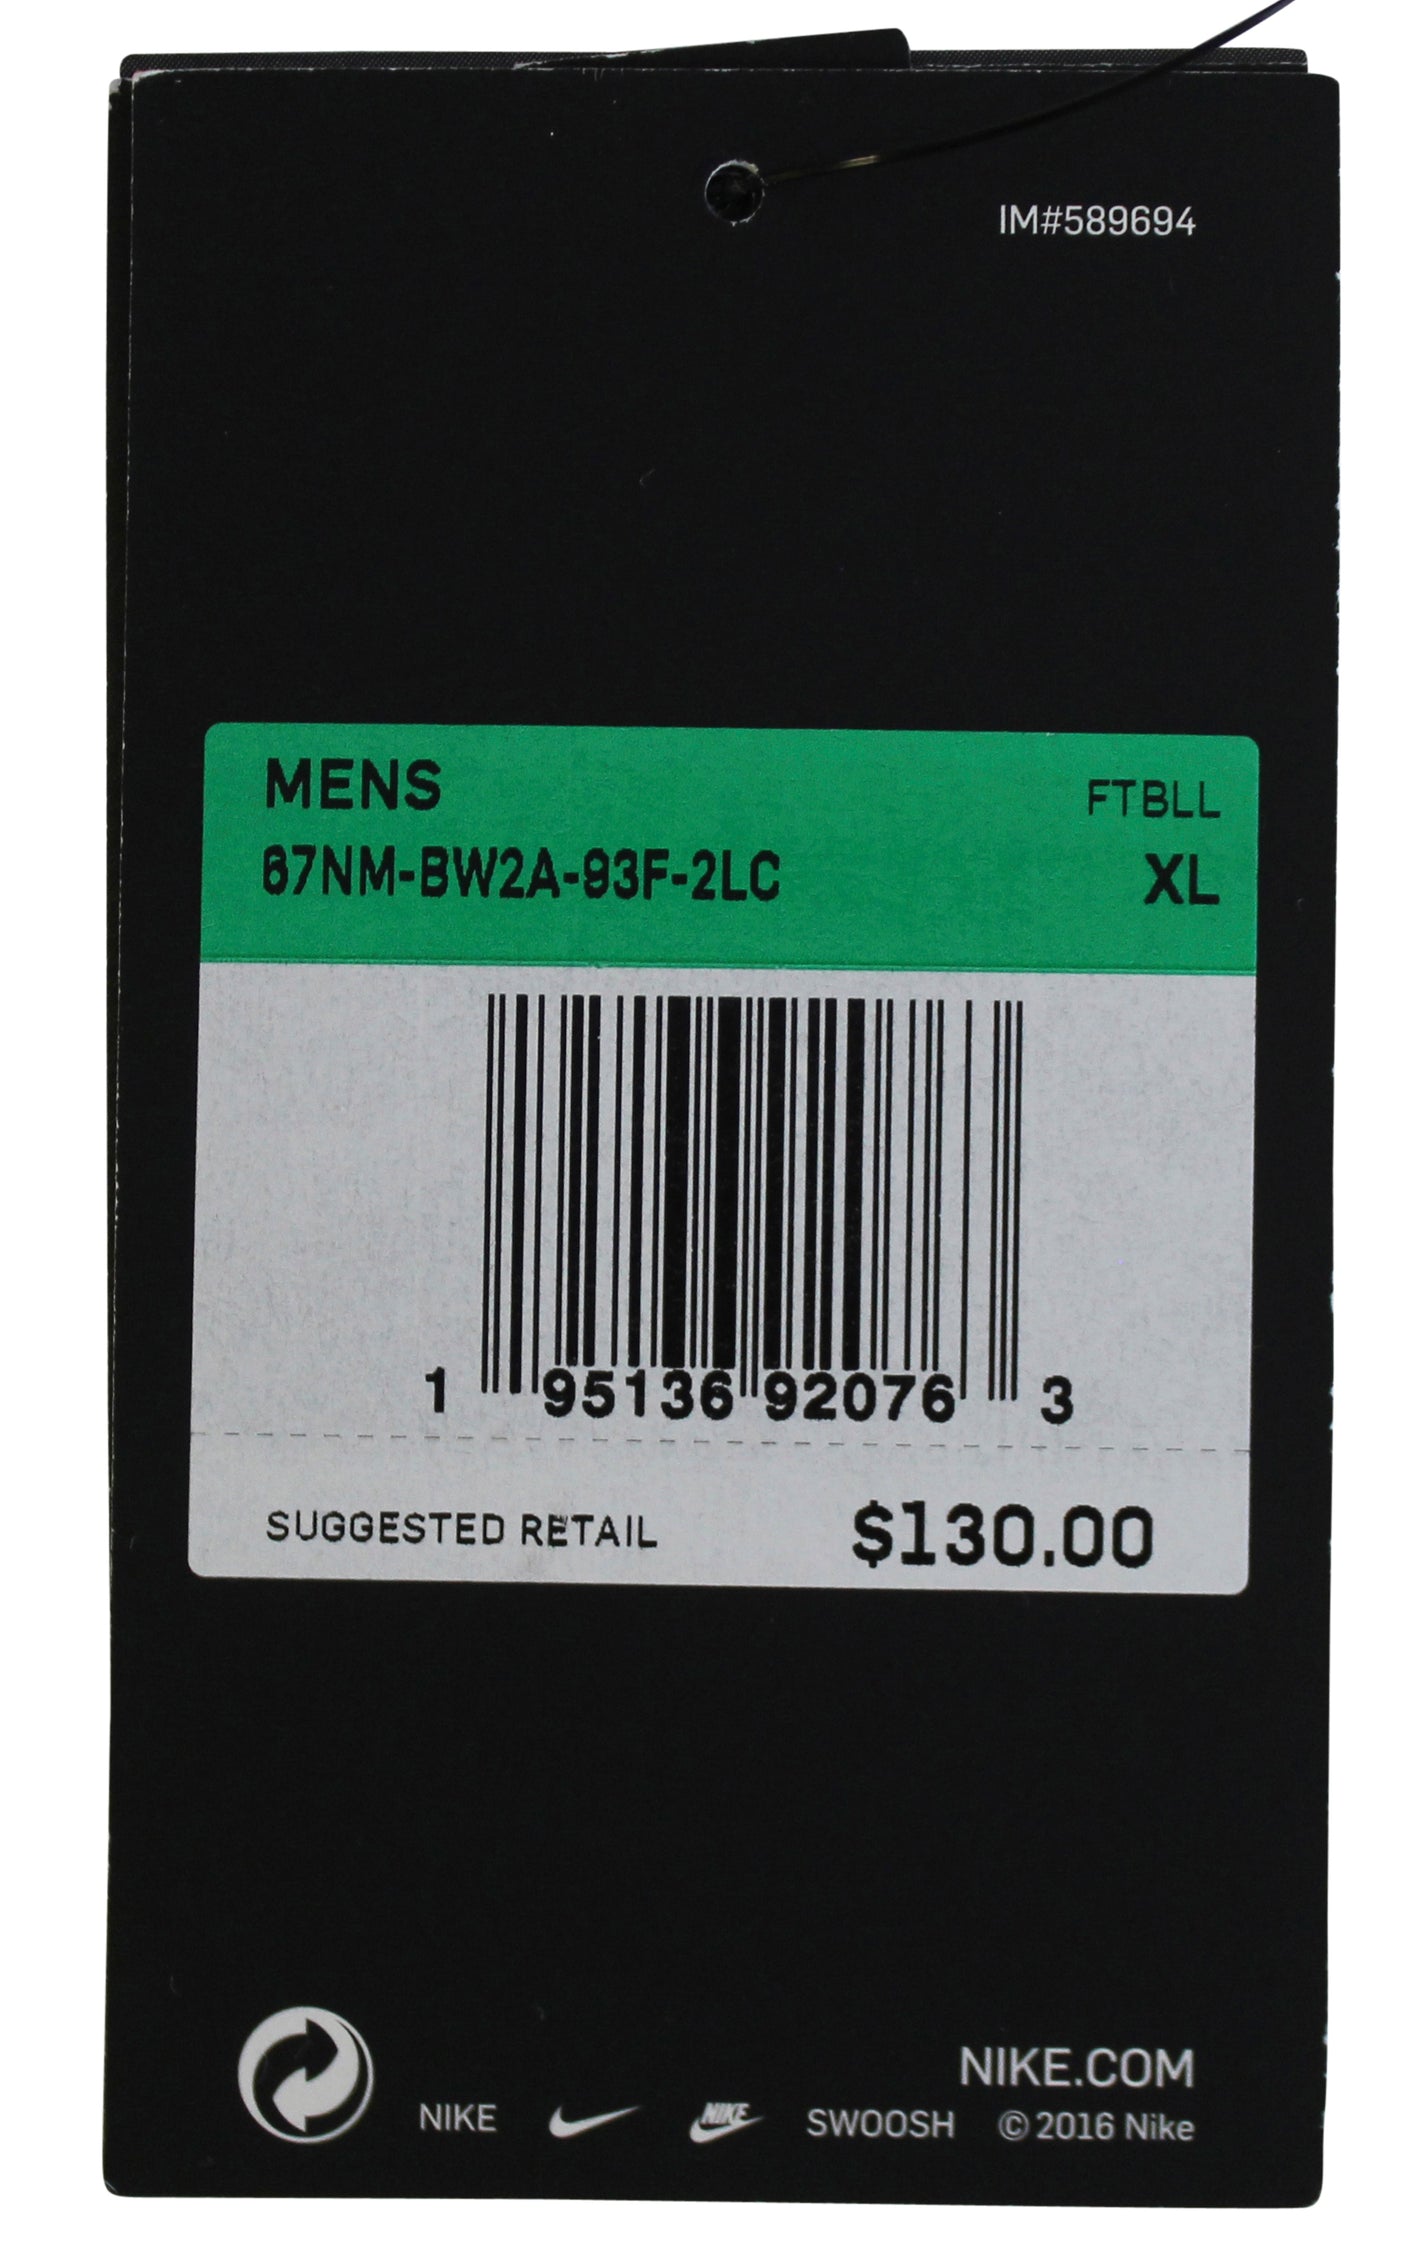 IM#589694
MENS FTBLL
67NM-BW2A-93F-2LC XL
1 95136 92076 3
SUGGESTED RETAIL $130.00
NIKE.COM
NIKE NIKE SWOOSH © 2016 Nike